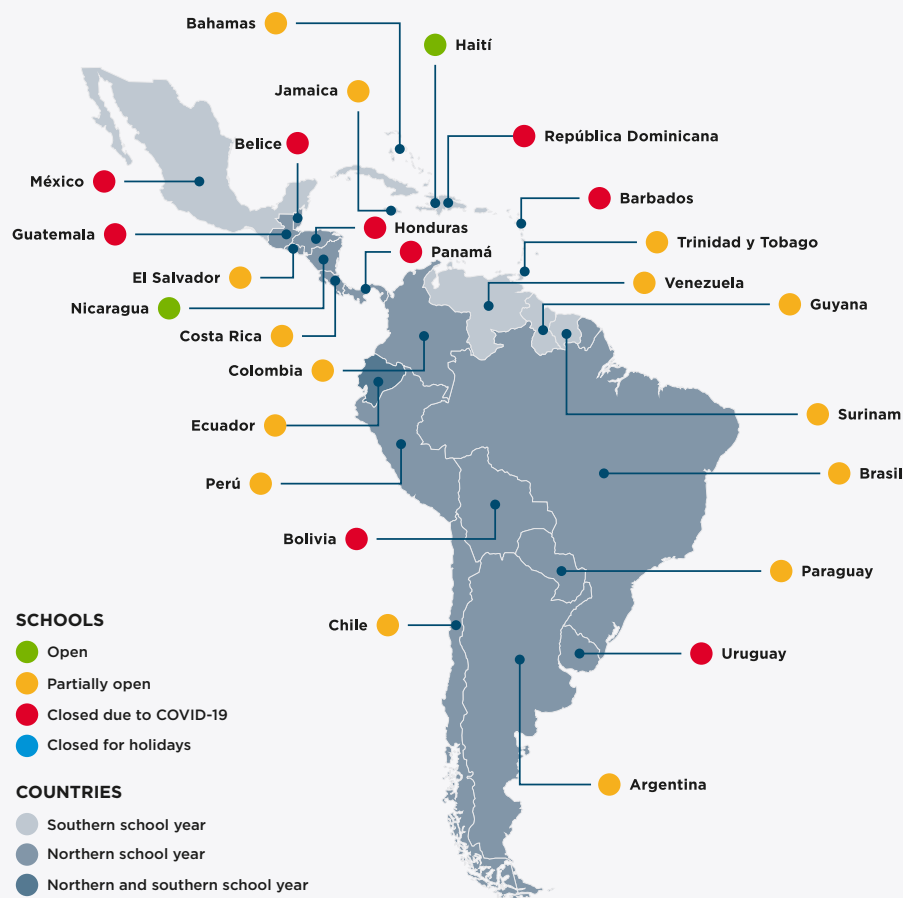 Bahamas
Haití
Jamaica
República Dominicana
Belice
México
Barbados
Guatemala
Honduras
Trinidad y Tobago
Panamá
El Salvador
Venezuela
Nicaragua
Guyana
Costa Rica
Colombia
Surinam
Ecuador
Brasil
Perú
Bolivia
Paraguay
Chile
Uruguay
Argentina
SCHOOLS
Open
Partially open
Closed due to COVID-19
Closed for holidays
COUNTRIES
Southern school year
Northern school year
Northern and southern school year